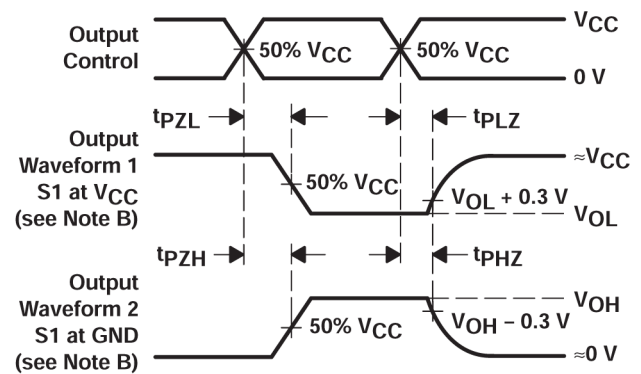 Output
Control
50% VCC
50% VCC
VCC
0 V
tPZL
tPLZ
Output
Waveform 1
S1 at VCC
(see Note B)
50% VCC
≈VCC
VOL + 0.3 V
VOL
tPZH
tPHZ
Output
Waveform 2
S1 at GND
(see Note B)
50% VCC
VOH
VOH − 0.3 V
≈0 V